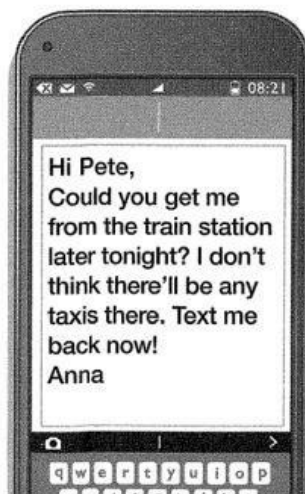 08:21
Hi Pete,
Could you get me
from the train station
later tonight? I don't
think there'll be any
taxis there. Text me
back now!
Anna
q w e r t y u i o p